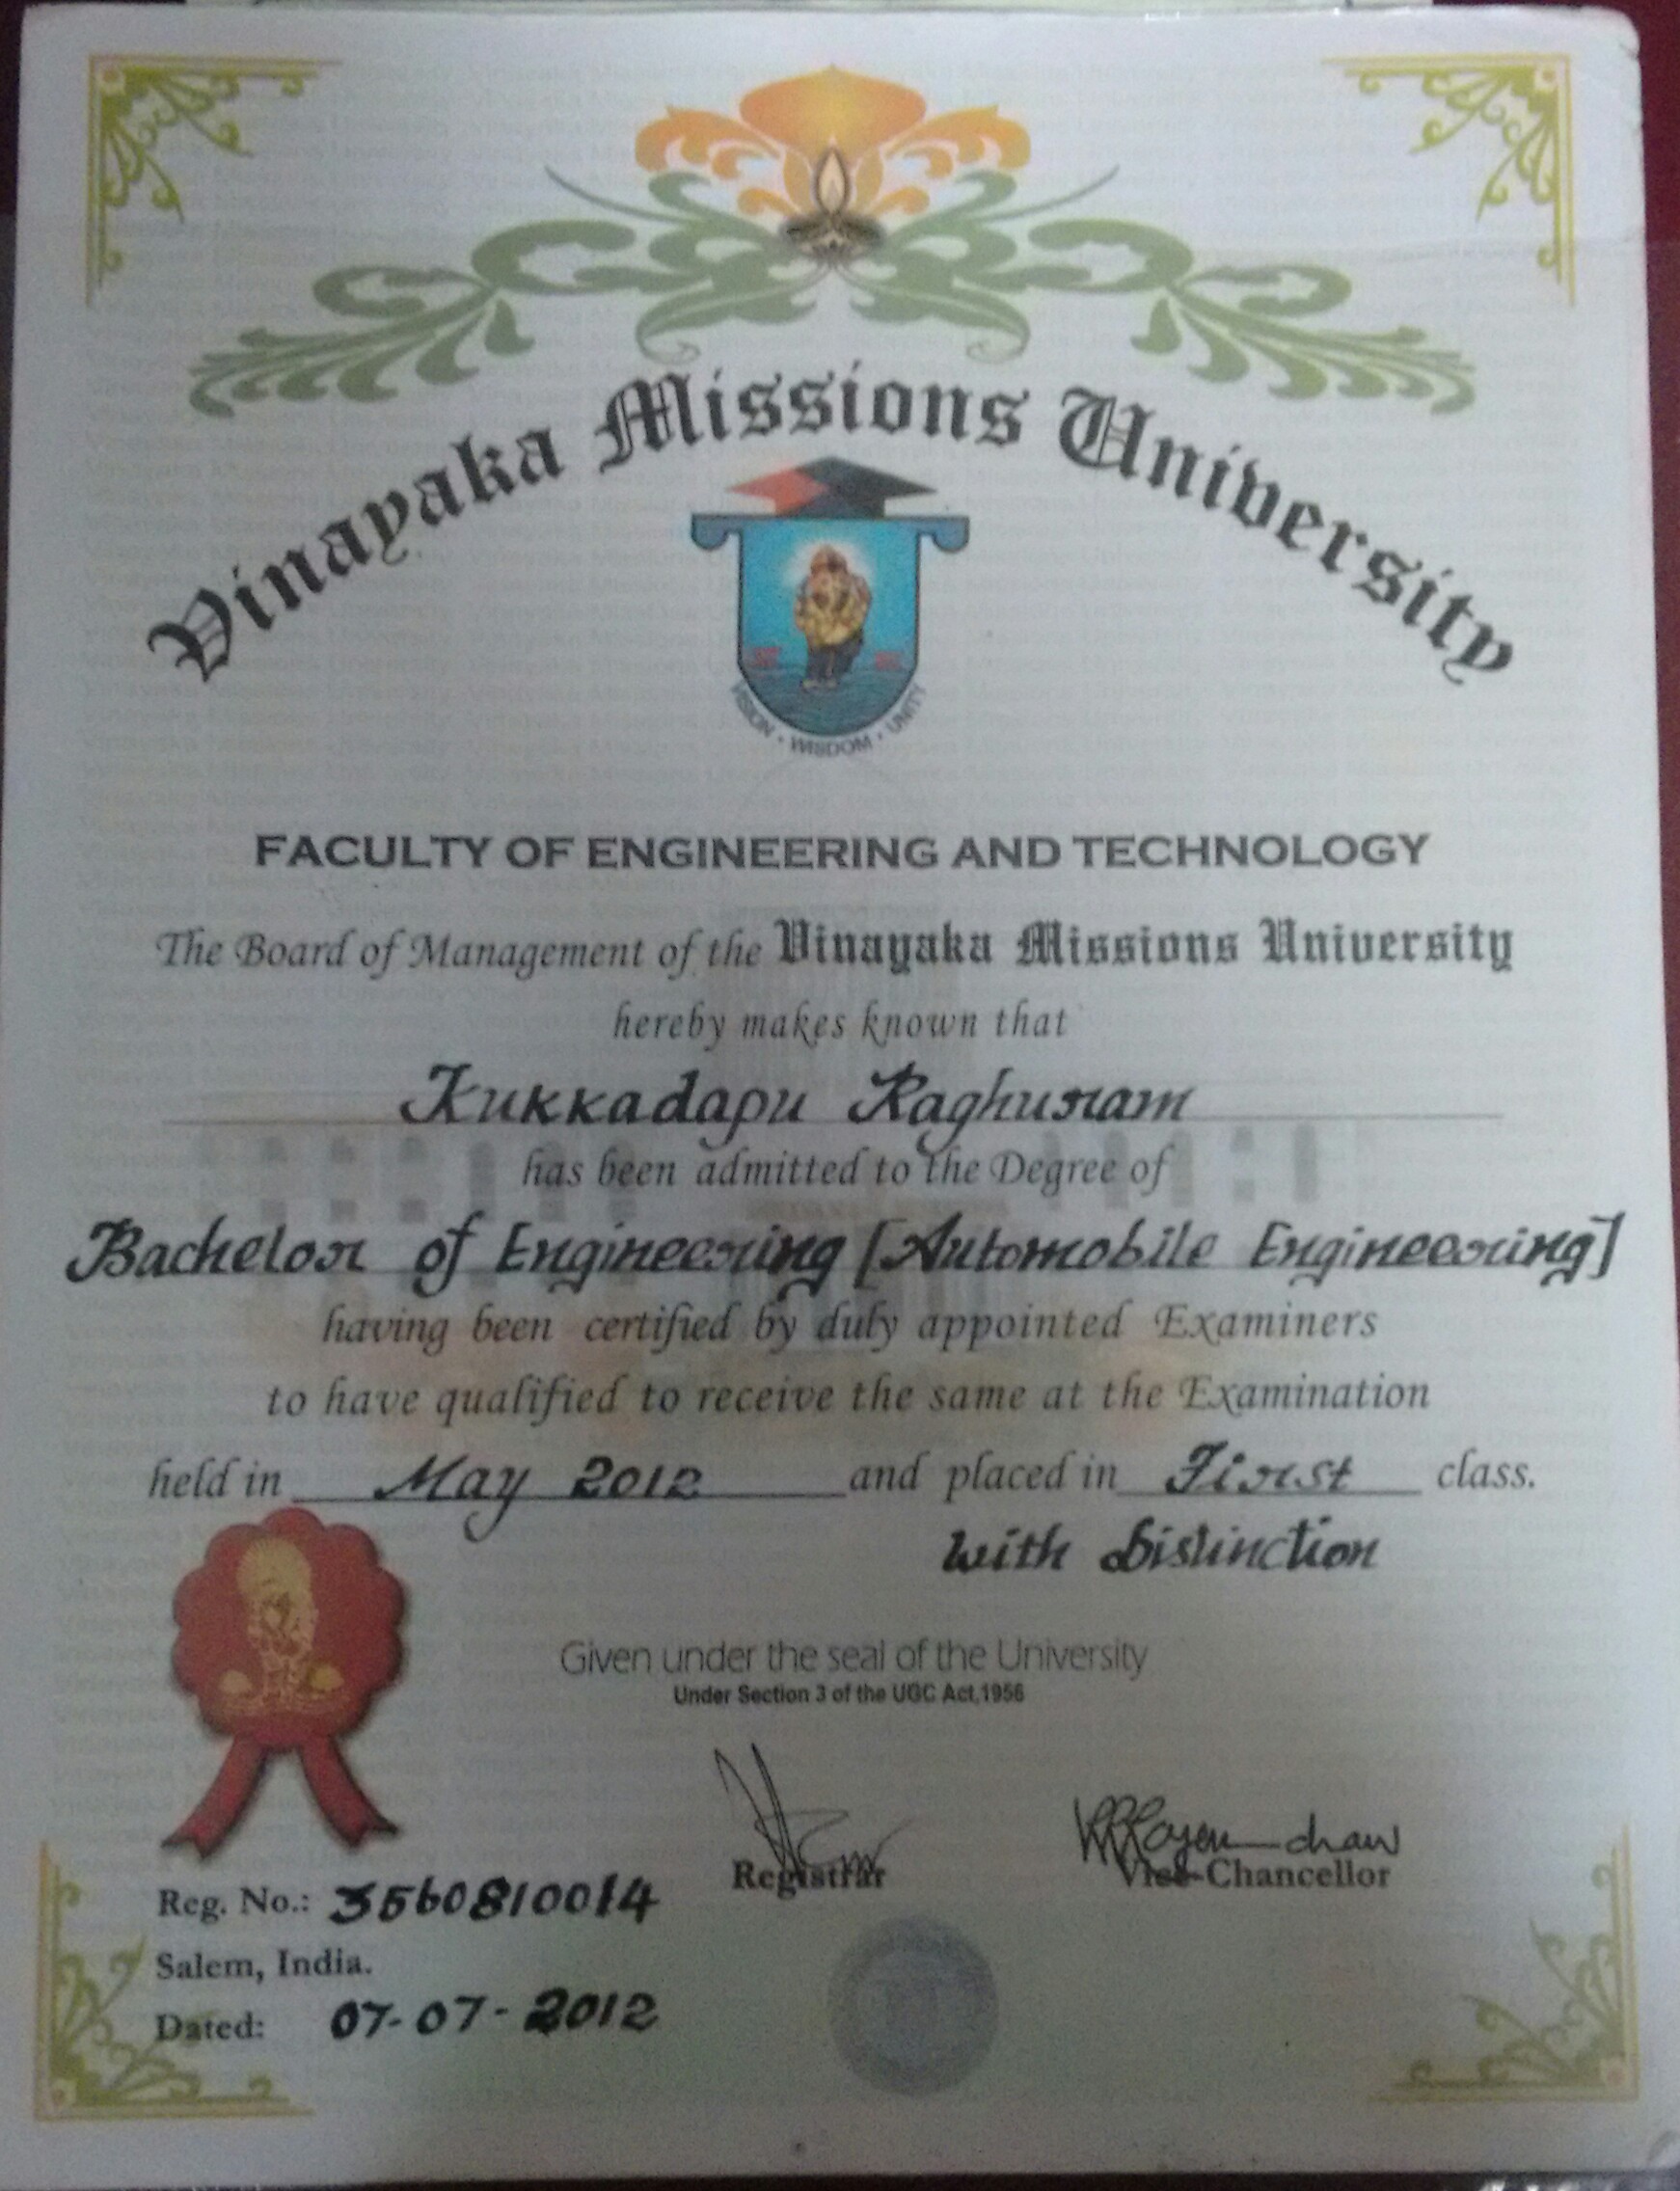 Vinayaka Missions University
VISION · WISDOM · UNITY
FACULTY OF ENGINEERING AND TECHNOLOGY
The Board of Management of the Vinayaka Missions University
hereby makes known that
Kukkadapu Raghuram
has been admitted to the Degree of
Bachelor of Engineering [Automobile Engineering]
having been certified by duly appointed Examiners
to have qualified to receive the same at the Examination
held in May 2012 and placed in First class.
with Distinction
Given under the seal of the University
Under Section 3 of the UGC Act,1956
Registrar
Vice-Chancellor
Reg. No.: 3560810014
Salem, India.
Dated: 07-07-2012